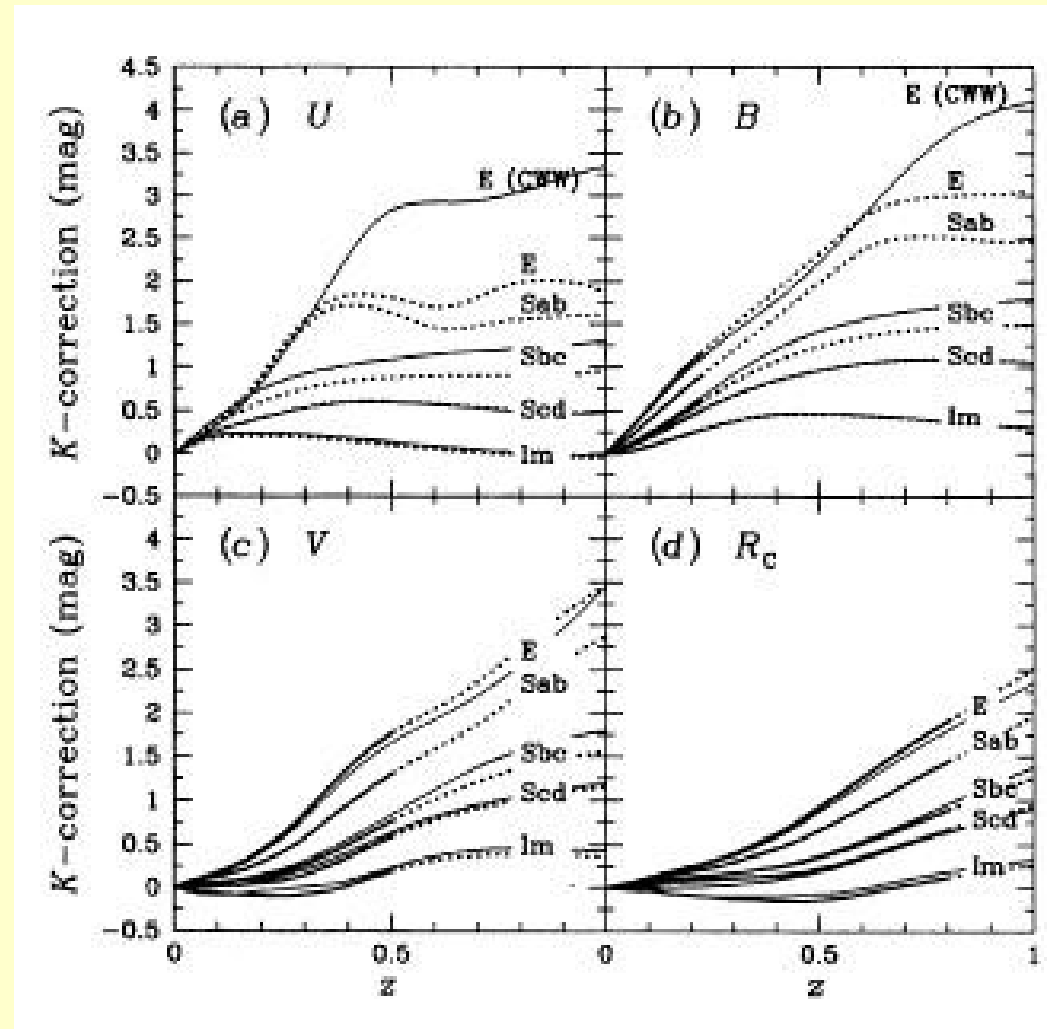 4.5
4
3.5
3
2.5
2
1.5
1
0.5
0
−0.5
K−correction (mag)
(a) U
E (CWW)
E
Sab
Sbc
Scd
Im
(b) B
E (CWW)
E
Sab
Sbc
Scd
Im
4
3.5
3
2.5
2
1.5
1
0.5
0
−0.5
K−correction (mag)
(c) V
E
Sab
Sbc
Scd
Im
(d) Rc
E
Sab
Sbc
Scd
Im
0 0.5 0 0.5 1
z z